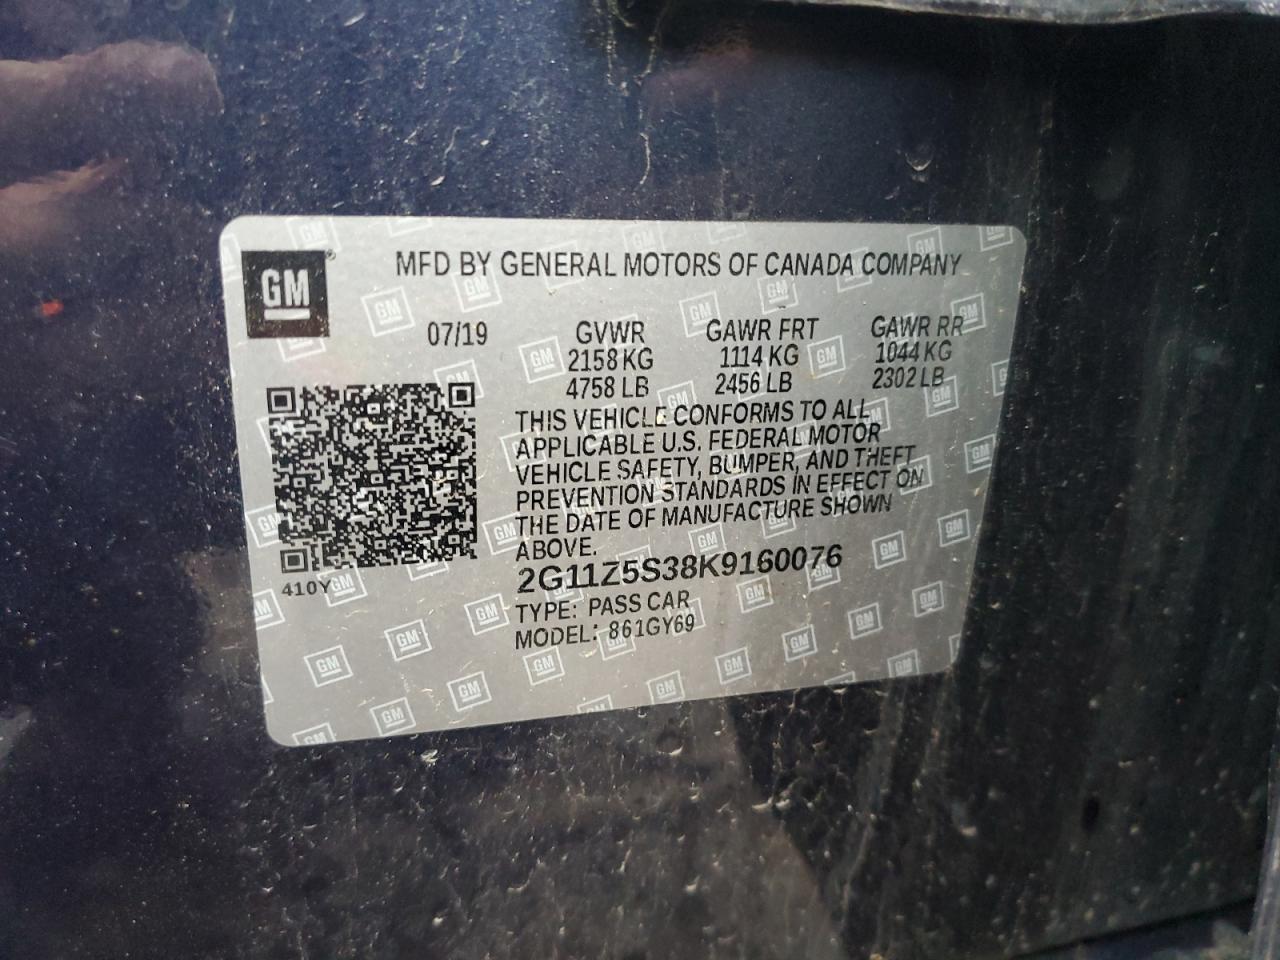 GM
MFD BY GENERAL MOTORS OF CANADA COMPANY
07/19 GVWR GAWR FRT GAWR RR
2158 KG 1114 KG 1044 KG
4758 LB 2456 LB 2302 LB
THIS VEHICLE CONFORMS TO ALL
APPLICABLE U.S. FEDERAL MOTOR
VEHICLE SAFETY, BUMPER, AND THEFT
PREVENTION STANDARDS IN EFFECT ON
THE DATE OF MANUFACTURE SHOWN
ABOVE.
2G11Z5S38K9160076
410Y
TYPE: PASS CAR
MODEL: 861GY69